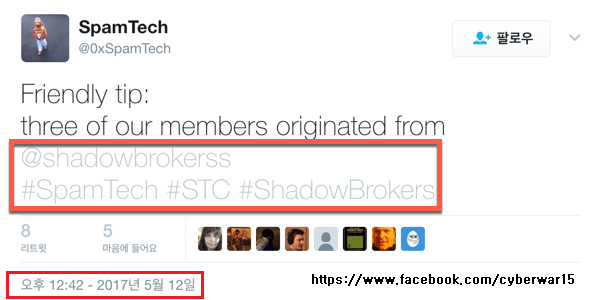 SpamTech
@0xSpamTech
팔로우
Friendly tip:
three of our members originated from
@shadowbrokerss
#SpamTech #STC #ShadowBrokers
8
리트윗
5
마음에 들어요
오후 12:42 - 2017년 5월 12일
https://www.facebook.com/cyberwar15